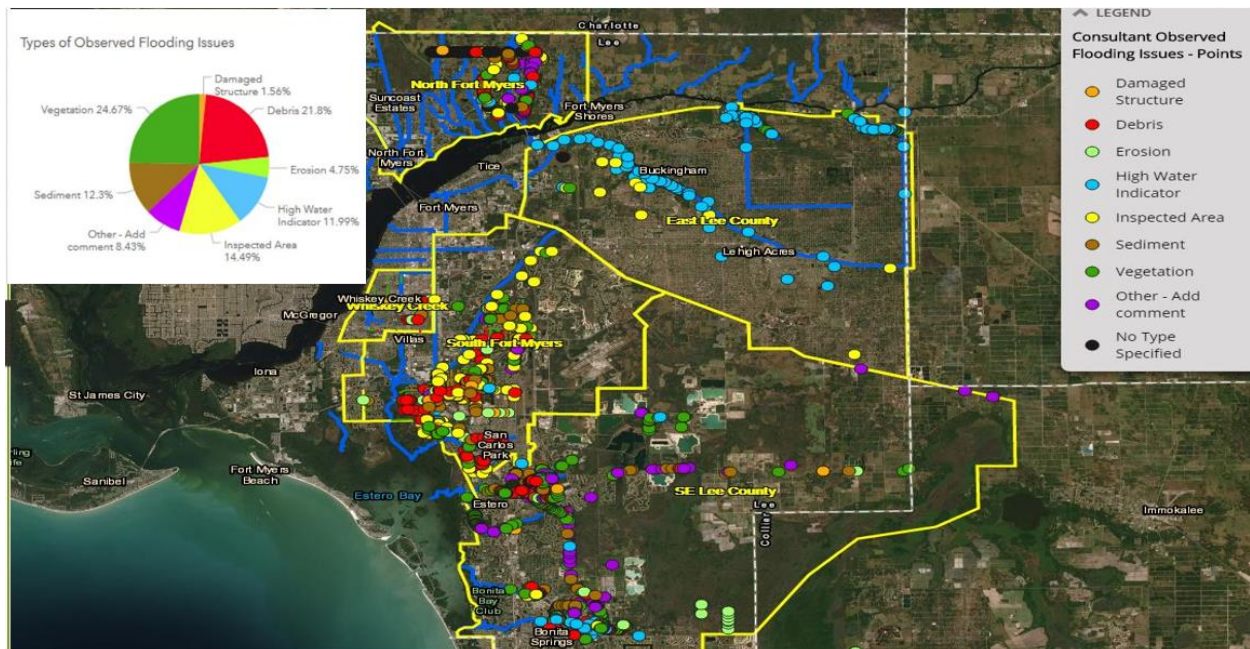 Types of Observed Flooding Issues
Damaged
Structure 1.56%
Vegetation 24.67%
Debris 21.8%
Erosion 4.75%
Sediment 12.3%
High Water
Indicator 11.99%
Other - Add
comment 8.43%
Inspected Area
14.49%
LEGEND
Consultant Observed
Flooding Issues - Points
Damaged
Structure
Debris
Erosion
High Water
Indicator
Inspected Area
Sediment
Vegetation
Other - Add
comment
No Type
Specified
Charlotte
Lee
North Fort Myers
Suncoast
Estates
Fort Myers
Shores
North Fort
Myers
Tice
Buckingham
Fort Myers
East Lee County
Lehigh Acres
Whiskey Creek
Whiskey Creek
McGregor
Villas
South Fort Myers
Iona
St James City
San
Carlos
Park
Fort Myers
Beach
Sanibel
Estero Bay
Estero
SE Lee County
Lee
Collier
Immokalee
Bonita
Bay
Club
Bonita
Springs